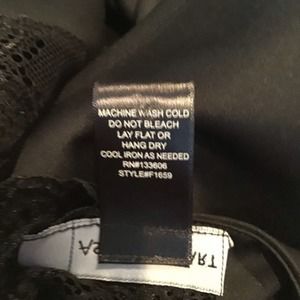 MACHINE WASH COLD
DO NOT BLEACH
LAY FLAT OR
HANG DRY
COOL IRON AS NEEDED
RN#133606
STYLE#F1659